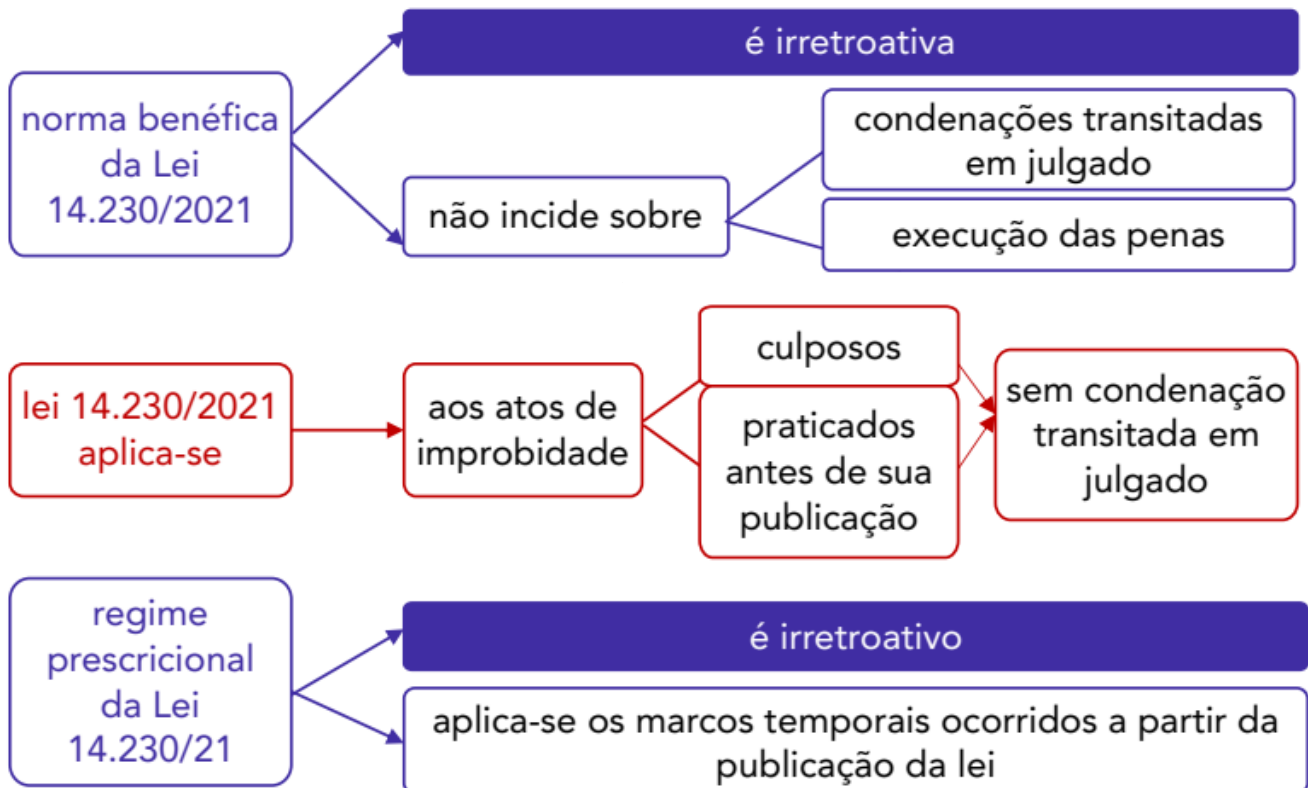 é irretroativa
norma benéfica
da Lei
14.230/2021
não incide sobre
condenações transitadas
em julgado
execução das penas
lei 14.230/2021
aplica-se
aos atos de
improbidade
culposos
praticados
antes de sua
publicação
sem condenação
transitada em
julgado
regime
prescricional
da Lei
14.230/21
é irretroativo
aplica-se os marcos temporais ocorridos a partir da
publicação da lei